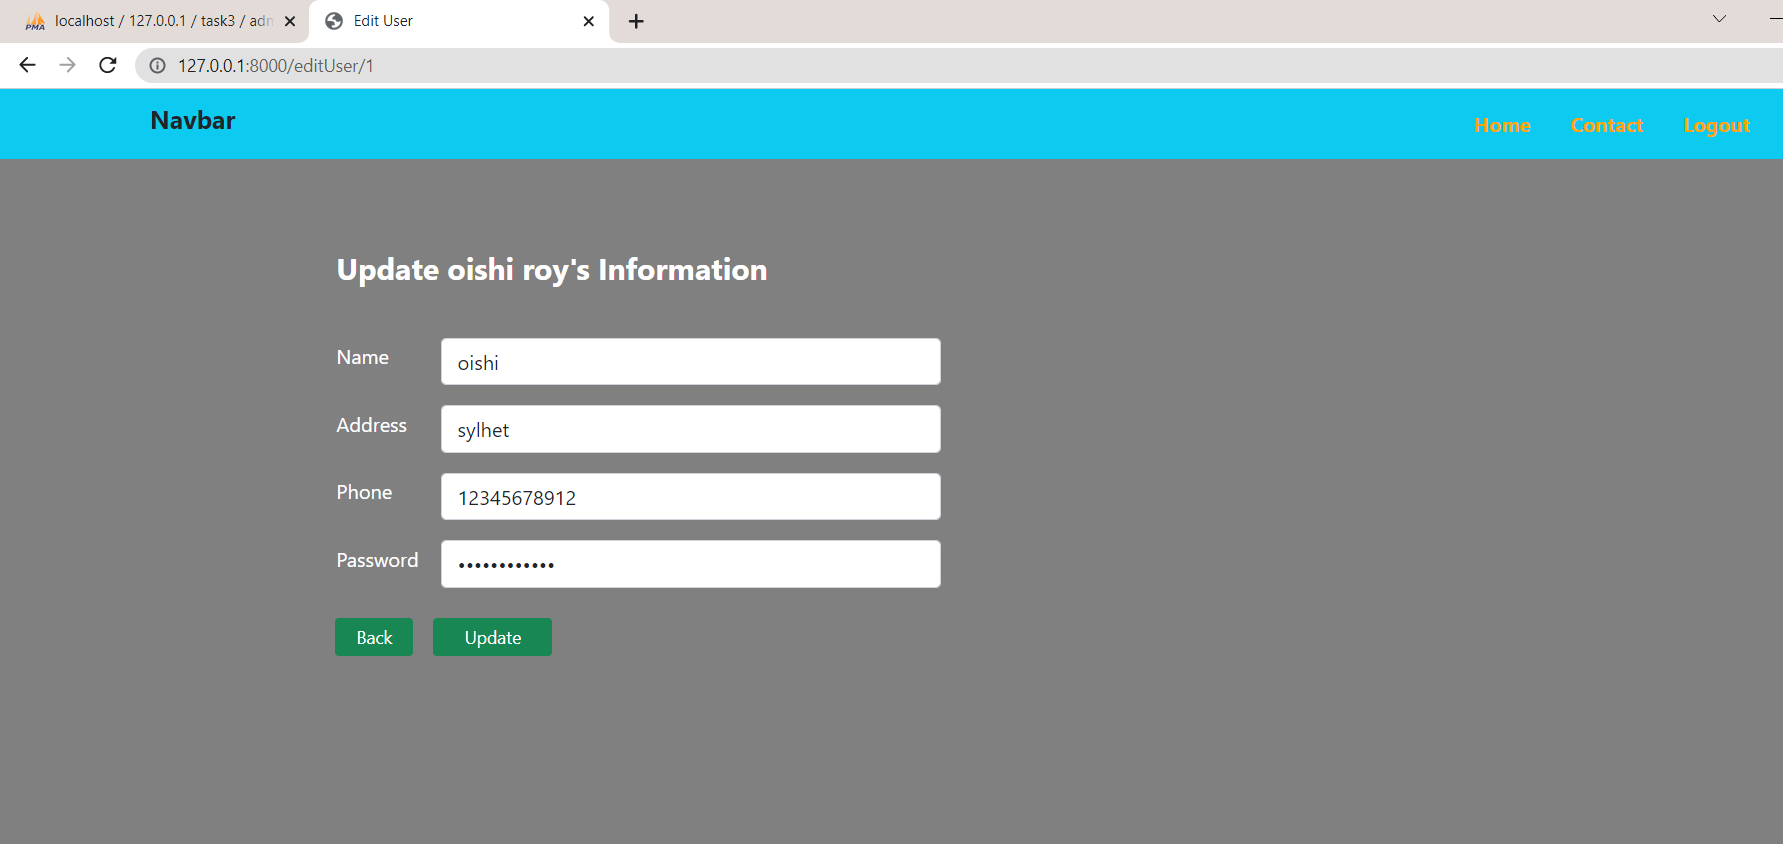 PMA localhost / 127.0.0.1 / task3 / adr
Edit User
127.0.0.1:8000/editUser/1
Navbar
Home Contact Logout
Update oishi roy's Information
Name oishi
Address sylhet
Phone 12345678912
Password ••••••••••••
Back Update